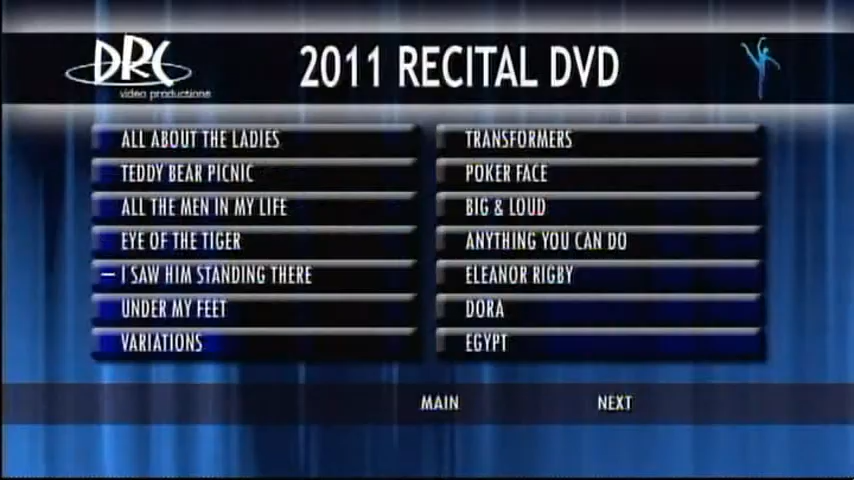 DRC
video productions
2011 RECITAL DVD
ALL ABOUT THE LADIES
TEDDY BEAR PICNIC
ALL THE MEN IN MY LIFE
EYE OF THE TIGER
– I SAW HIM STANDING THERE
UNDER MY FEET
VARIATIONS
TRANSFORMERS
POKER FACE
BIG & LOUD
ANYTHING YOU CAN DO
ELEANOR RIGBY
DORA
EGYPT
MAIN
NEXT